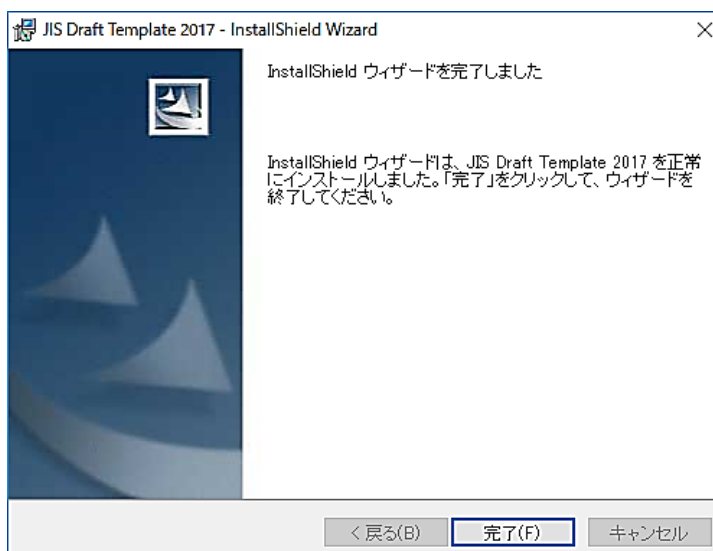 JIS Draft Template 2017 - InstallShield Wizard
InstallShield ウィザードを完了しました
InstallShield ウィザードは、JIS Draft Template 2017 を正常
にインストールしました。「完了」をクリックして、ウィザードを
終了してください。
< 戻る(B)
完了(F)
キャンセル